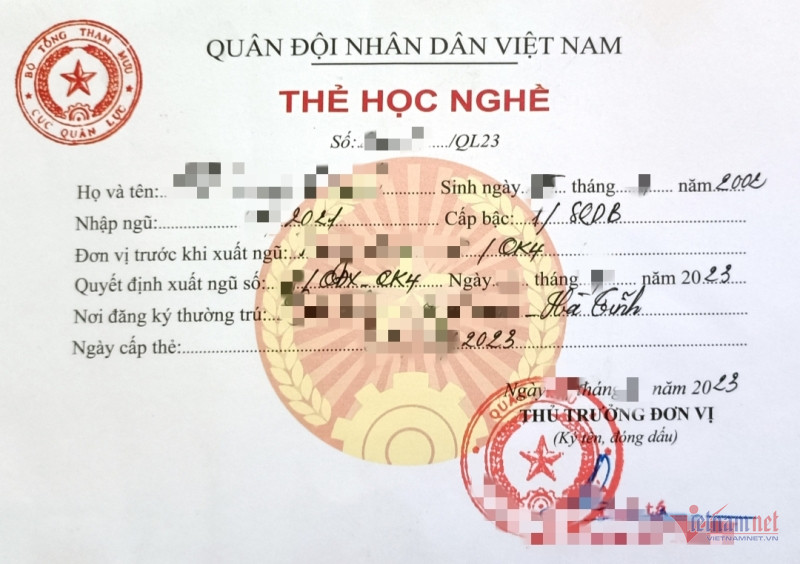 BỘ TỔNG THAM MƯU
CỤC QUÂN LỰC
QUÂN ĐỘI NHÂN DÂN VIỆT NAM
THẺ HỌC NGHỀ
Số:...../QL23
Họ và tên:..... Sinh ngày..... tháng..... năm 2002
Nhập ngũ:..... 2021 Cấp bậc: 1/
Đơn vị trước khi xuất ngũ:...../QK4
Quyết định xuất ngũ số:...../QĐX-QK4 Ngày..... tháng..... năm 2023
Nơi đăng ký thường trú:..... - Hà Tĩnh
Ngày cấp thẻ:..... 2023
Ngày..... tháng..... năm 2023
THỦ TRƯỞNG ĐƠN VỊ
(Ký tên, đóng dấu)
QUÂN KHU
vietnamnet
VIETNAMNET.VN